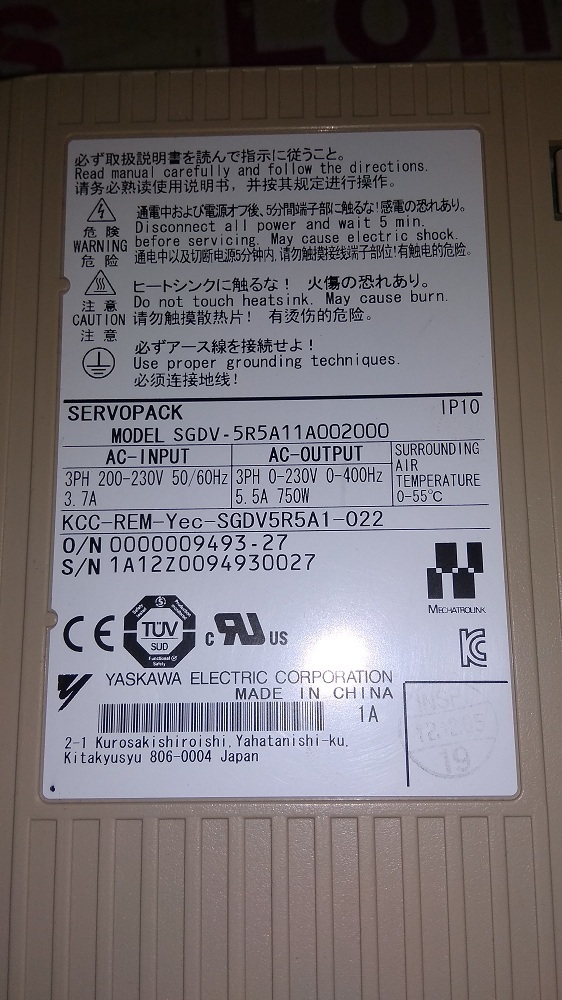 必ず取扱説明書を読んで指示に従うこと。
Read manual carefully and follow the directions.
请务必熟读使用说明书，并按其规定进行操作。
危険
WARNING
危险
通電中および電源オフ後、5分間端子部に触るな!感電の恐れあり。
Disconnect all power and wait 5 min.
before servicing. May cause electric shock.
通电中以及切断电源5分钟内，请勿触摸接线端子部位!有触电的危险。
注意
CAUTION
注意
ヒートシンクに触るな! 火傷の恐れあり。
Do not touch heatsink. May cause burn.
请勿触摸散热片! 有烫伤的危险。
必ずアース線を接続せよ!
Use proper grounding techniques.
必须连接地线!
SERVOPACK IP10
MODEL SGDV-5R5A11A002000
AC-INPUT
3PH 200-230V 50/60Hz
3.7A
AC-OUTPUT
3PH 0-230V 0-400Hz
5.5A 750W
SURROUNDING
AIR
TEMPERATURE
0-55℃
KCC-REM-Yec-SGDV5R5A1-022
O/N 0000009493-27
S/N 1A12Z0094930027
MECHATROLINK
CE
TÜV
SUD
Functional
Safety
c RU US
YASKAWA ELECTRIC CORPORATION
MADE IN CHINA
1A
2-1 Kurosakishiroishi, Yahatanishi-ku,
Kitakyusyu 806-0004 Japan
19